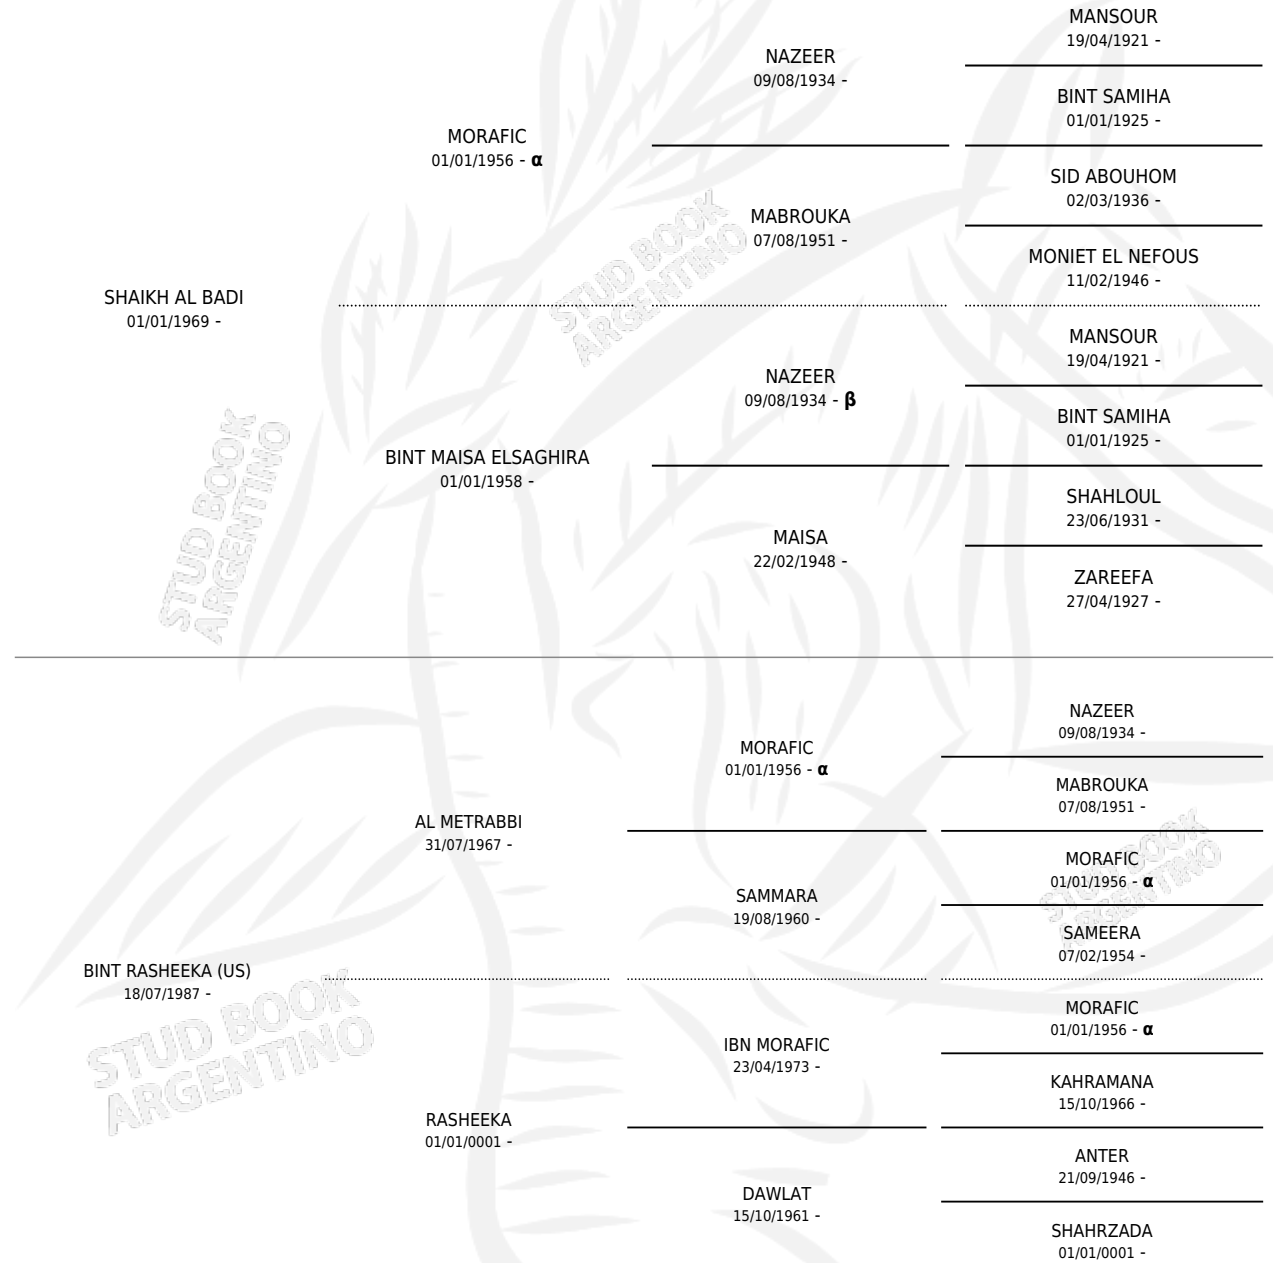 MANSOUR
19/04/1921 -
NAZEER
09/08/1934 -
BINT SAMIHA
01/01/1925 -
MORAFIC
01/01/1956 - α
SID ABOUHOM
02/03/1936 -
MABROUKA
07/08/1951 -
MONIET EL NEFOUS
11/02/1946 -
SHAIKH AL BADI
01/01/1969 -
MANSOUR
19/04/1921 -
NAZEER
09/08/1934 - β
BINT SAMIHA
01/01/1925 -
BINT MAISA ELSAGHIRA
01/01/1958 -
SHAHLOUL
23/06/1931 -
MAISA
22/02/1948 -
ZAREEFA
27/04/1927 -
STUD BOOK
ARGENTINO
STUD BOOK
ARGENTINO
NAZEER
09/08/1934 -
MORAFIC
01/01/1956 - α
MABROUKA
07/08/1951 -
AL METRABBI
31/07/1967 -
MORAFIC
01/01/1956 - α
SAMMARA
19/08/1960 -
SAMEERA
07/02/1954 -
BINT RASHEEKA (US)
18/07/1987 -
MORAFIC
01/01/1956 - α
IBN MORAFIC
23/04/1973 -
KAHRAMANA
15/10/1966 -
RASHEEKA
01/01/0001 -
ANTER
21/09/1946 -
DAWLAT
15/10/1961 -
SHAHRZADA
01/01/0001 -
STUD BOOK
ARGENTINO
STUD BOOK
ARGENTINO